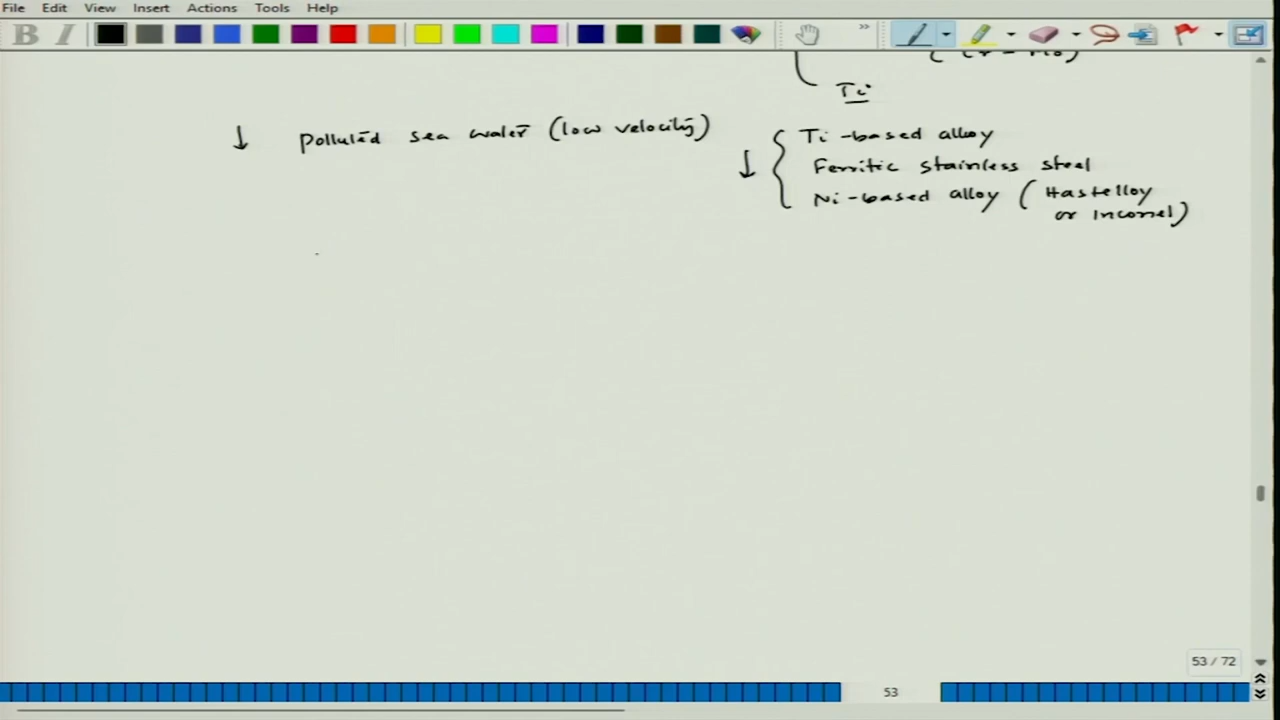 File Edit View Insert Actions Tools Help
B I
Ti
↓ Polluted sea water (low velocity)
↓ { Ti-based alloy
Ferritic stainless steel
Ni-based alloy (Hastelloy
or Inconel)
53 / 72
53